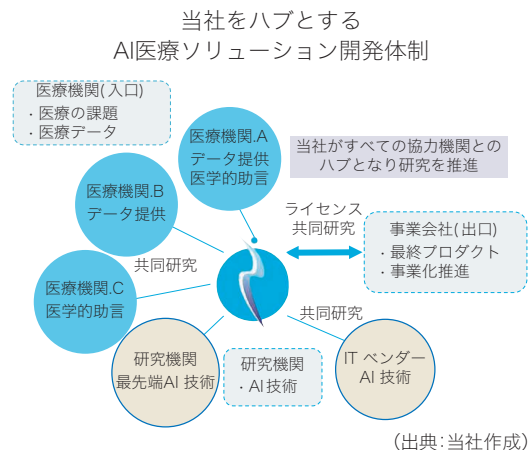 当社をハブとする
AI医療ソリューション開発体制
医療機関(入口)
・医療の課題
・医療データ
医療機関.A
データ提供
医学的助言
当社がすべての協力機関との
ハブとなり研究を推進
医療機関.B
データ提供
ライセンス
共同研究
事業会社(出口)
・最終プロダクト
・事業化推進
共同研究
医療機関.C
医学的助言
共同研究
研究機関
最先端AI 技術
研究機関
・AI技術
IT ベンダー
AI 技術
(出典:当社作成)